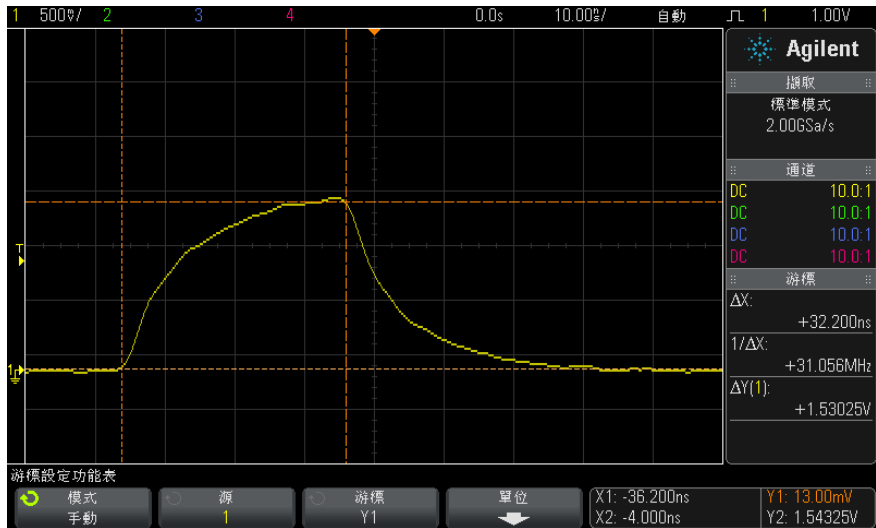 1 500mV/ 2 3 4 0.0s 10.00ns/ 自動 1 1.00V
Agilent
擷取
標準模式
2.00GSa/s
通道
DC 10.0:1
DC 10.0:1
DC 10.0:1
DC 10.0:1
游標
ΔX:
+32.200ns
1/ΔX:
+31.056MHz
ΔY(1):
+1.53025V
T
1
游標設定功能表
模式
手動
源
1
游標
Y1
單位
X1: -36.200ns
X2: -4.000ns
Y1: 13.00mV
Y2: 1.54325V